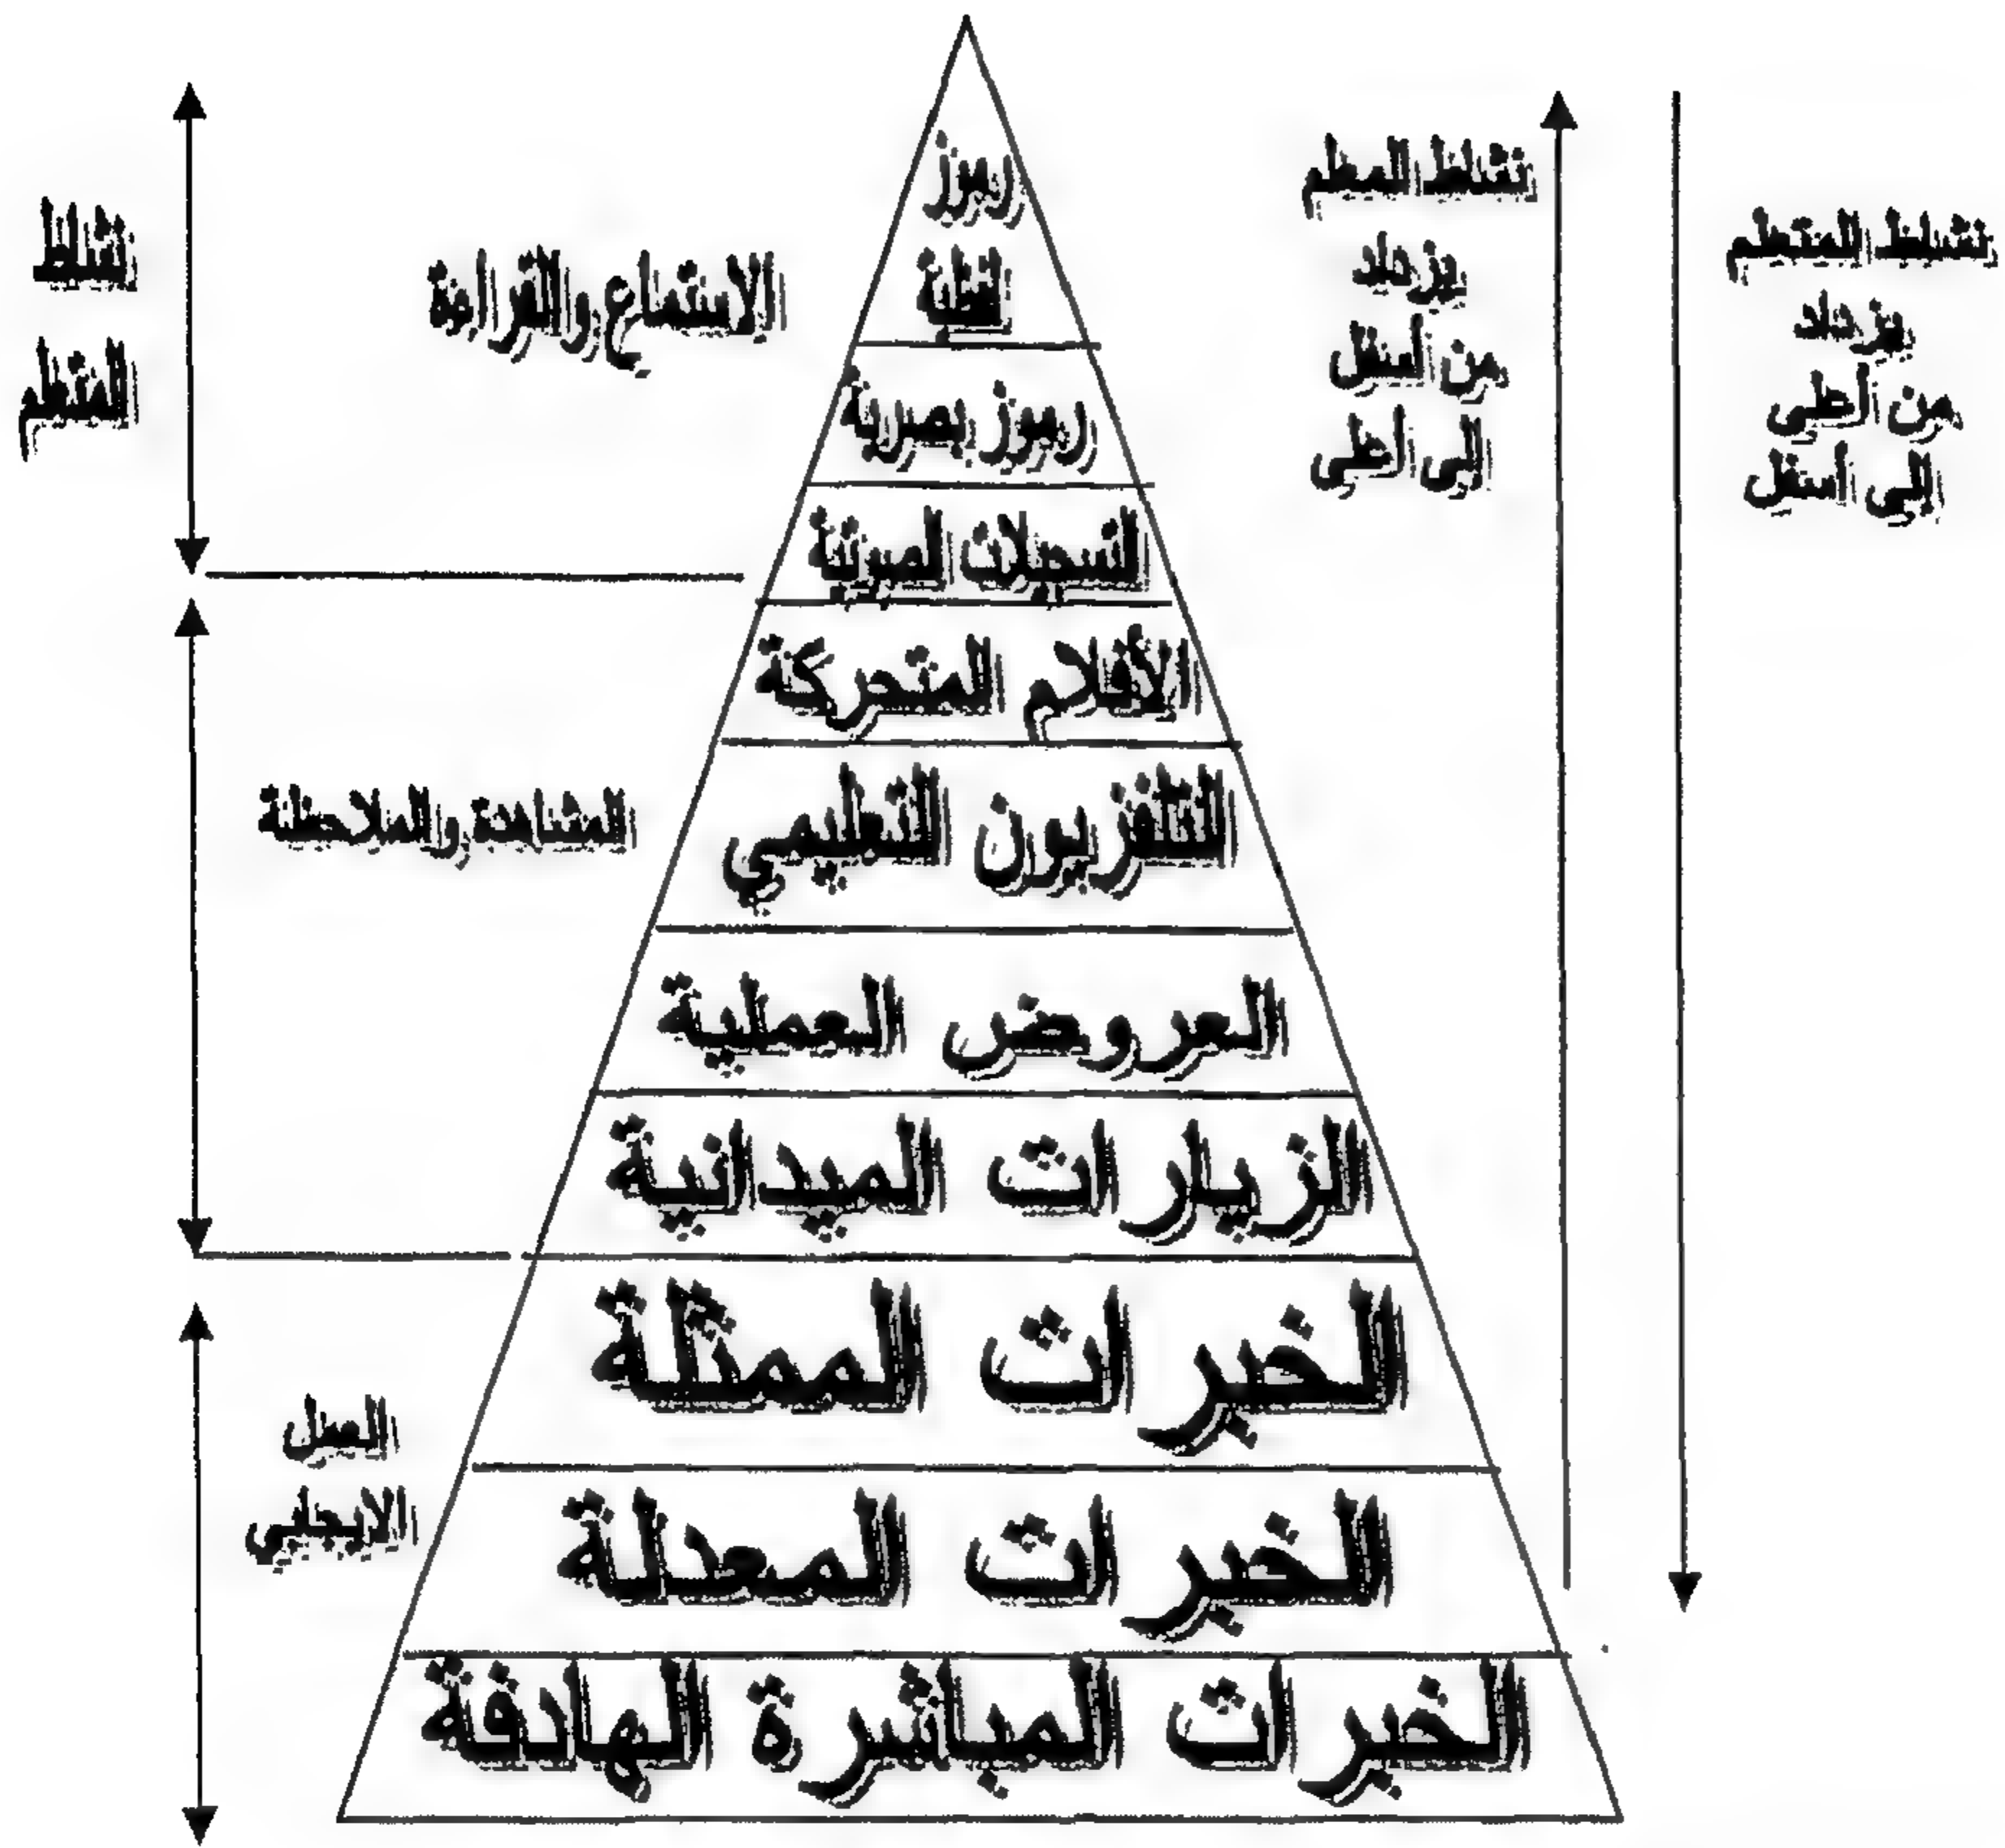 رموز
لفظية
رموز بصرية
التسجيلات الصوتية
الأفلام المتحركة
التلفزيون التعليمي
العروض العملية
الزيارات الميدانية
الخبرات الممثلة
الخبرات المعدلة
الخبرات المباشرة الهادفة
نشاط المتعلم
يزداد
من أعلى
إلى أسفل
نشاط المعلم
يزداد
من أسفل
إلى أعلى
الاستماع والقراءة
المشاهدة والملاحظة
العمل
الايجابي
نشاط
المتعلم